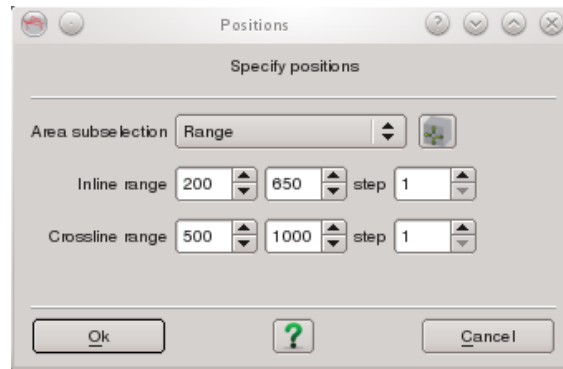 Positions
Specify positions
Area subselection Range
Inline range 200 650 step 1
Crossline range 500 1000 step 1
Ok ? Cancel